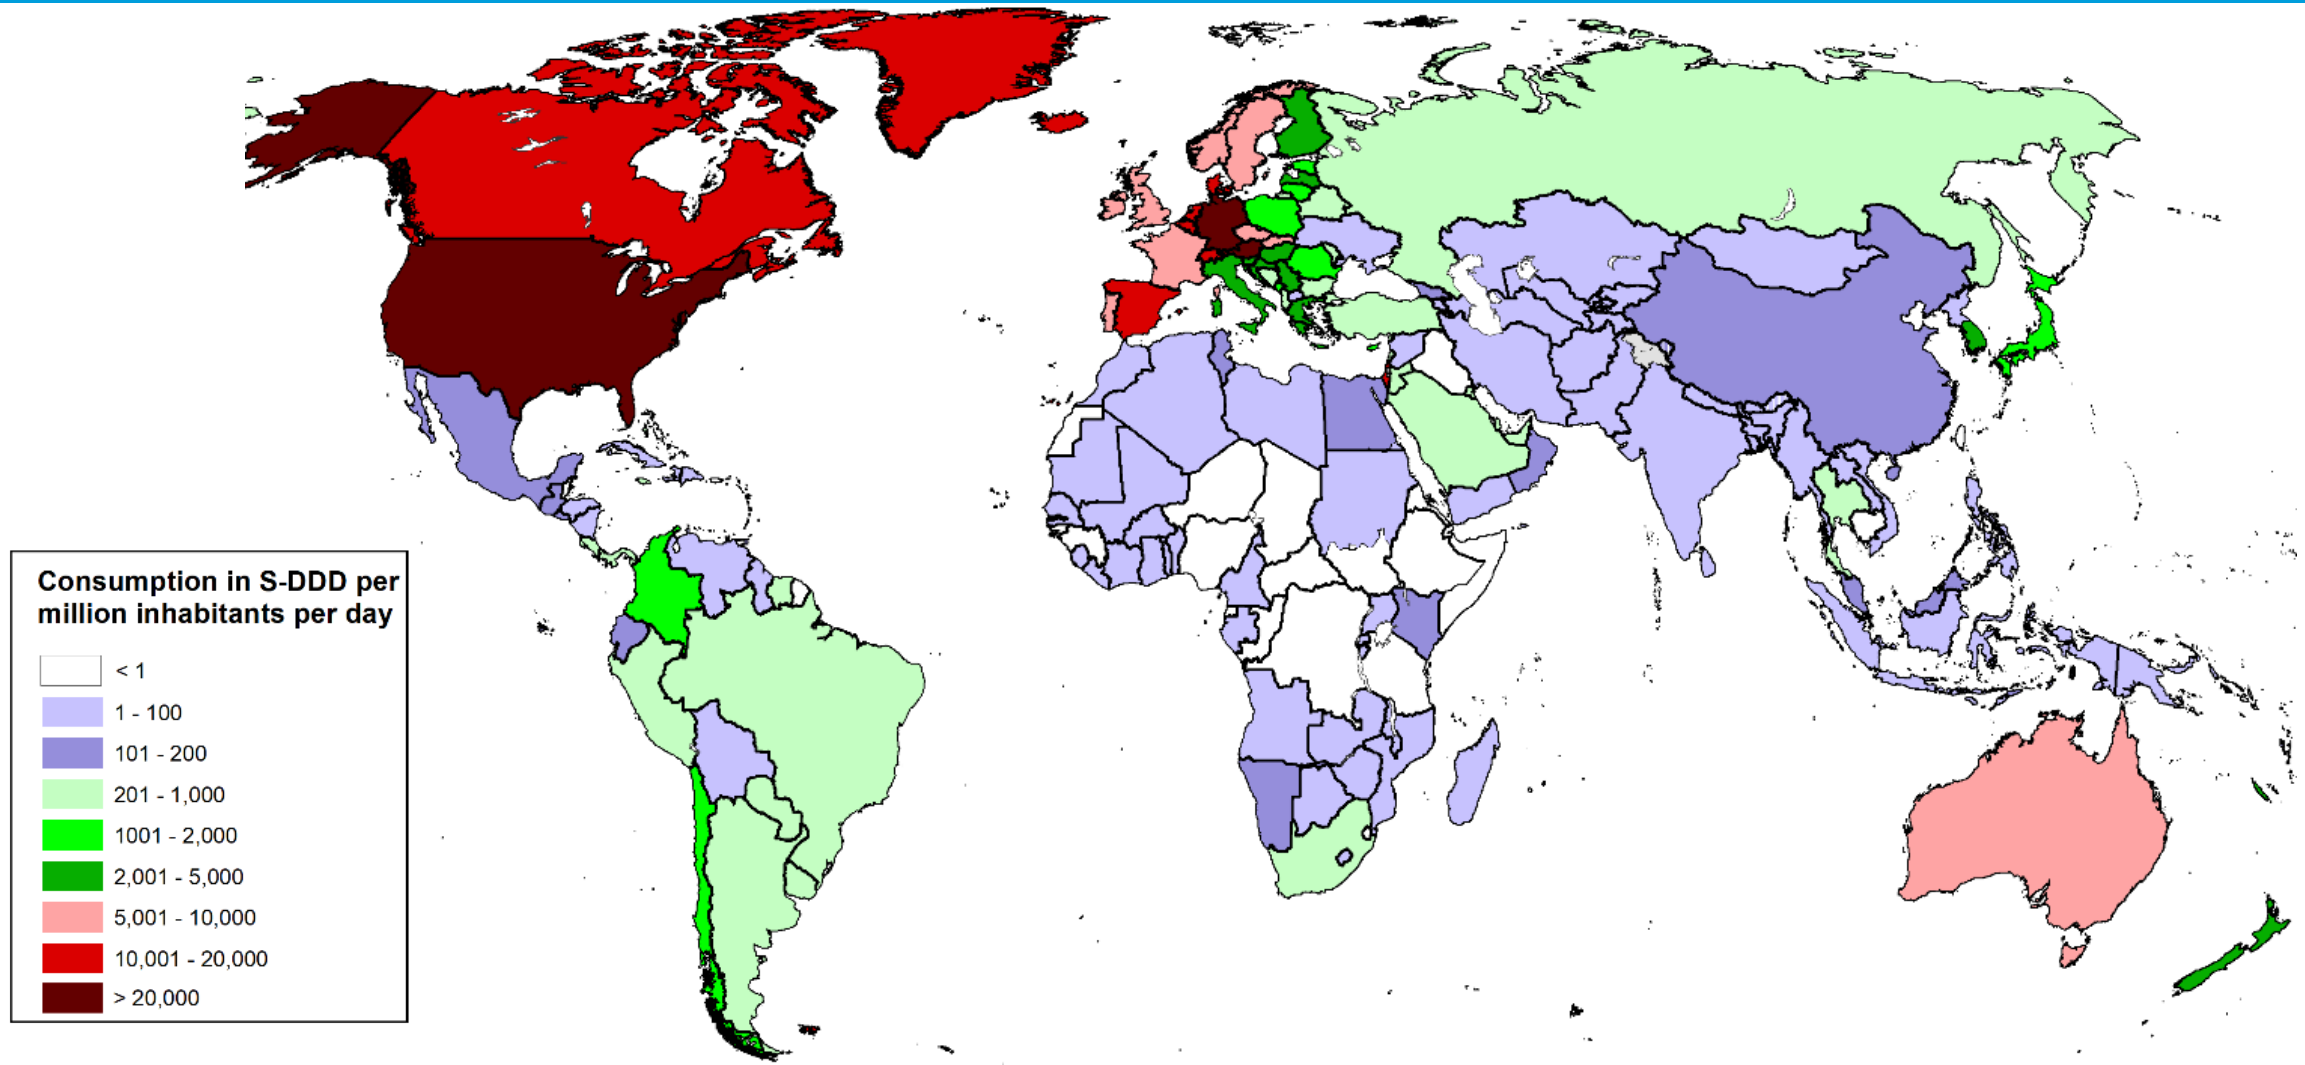 Consumption in S-DDD per
million inhabitants per day
< 1
1 - 100
101 - 200
201 - 1,000
1001 - 2,000
2,001 - 5,000
5,001 - 10,000
10,001 - 20,000
> 20,000